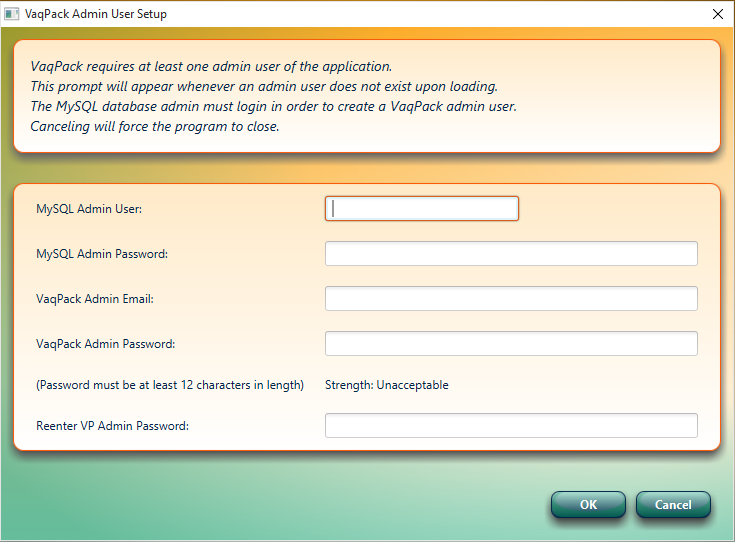 VaqPack Admin User Setup
VaqPack requires at least one admin user of the application.
This prompt will appear whenever an admin user does not exist upon loading.
The MySQL database admin must login in order to create a VaqPack admin user.
Canceling will force the program to close.
MySQL Admin User:
MySQL Admin Password:
VaqPack Admin Email:
VaqPack Admin Password:
(Password must be at least 12 characters in length) Strength: Unacceptable
Reenter VP Admin Password:
OK Cancel